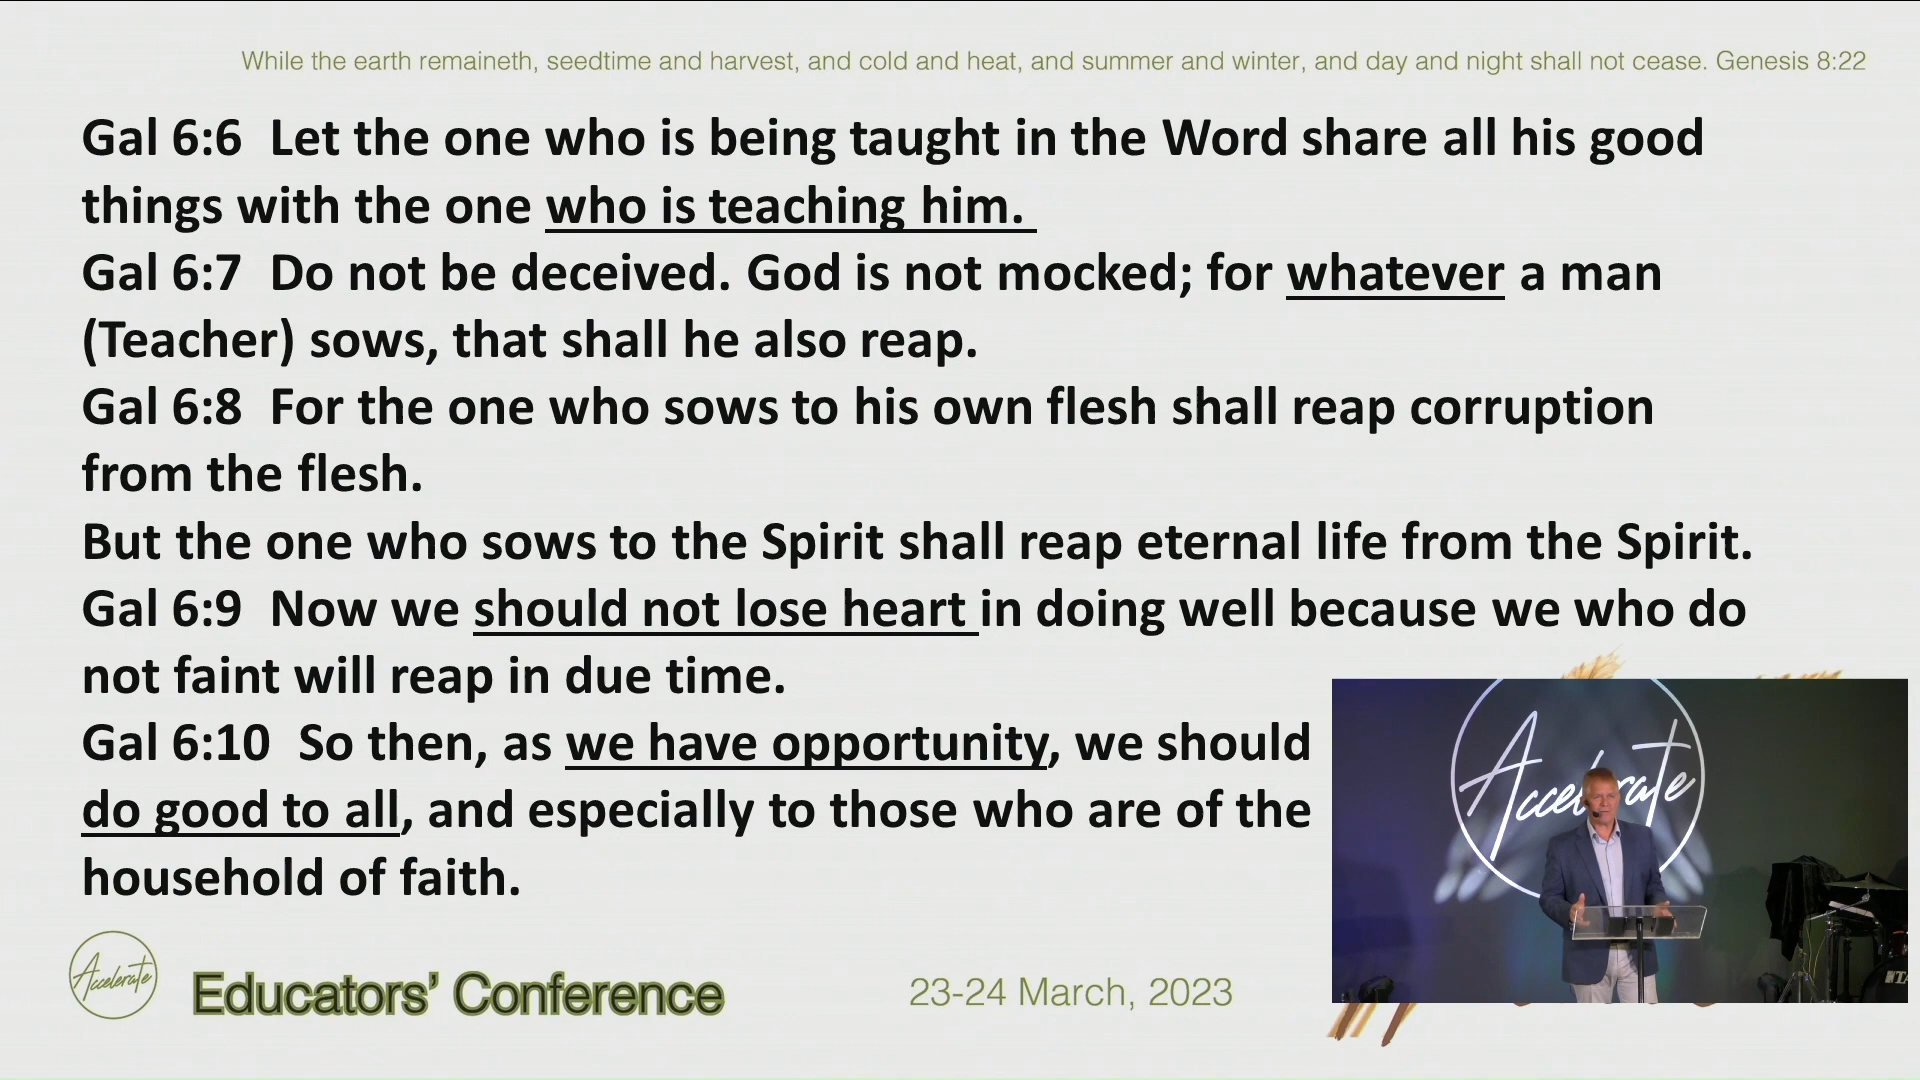 While the earth remaineth, seedtime and harvest, and cold and heat, and summer and winter, and day and night shall not cease. Genesis 8:22
Gal 6:6  Let the one who is being taught in the Word share all his good
things with the one who is teaching him.
Gal 6:7  Do not be deceived. God is not mocked; for whatever a man
(Teacher) sows, that shall he also reap.
Gal 6:8  For the one who sows to his own flesh shall reap corruption
from the flesh.
But the one who sows to the Spirit shall reap eternal life from the Spirit.
Gal 6:9  Now we should not lose heart in doing well because we who do
not faint will reap in due time.
Gal 6:10  So then, as we have opportunity, we should
do good to all, and especially to those who are of the
household of faith.
Accelerate
Accelerate
Educators’ Conference
23-24 March, 2023